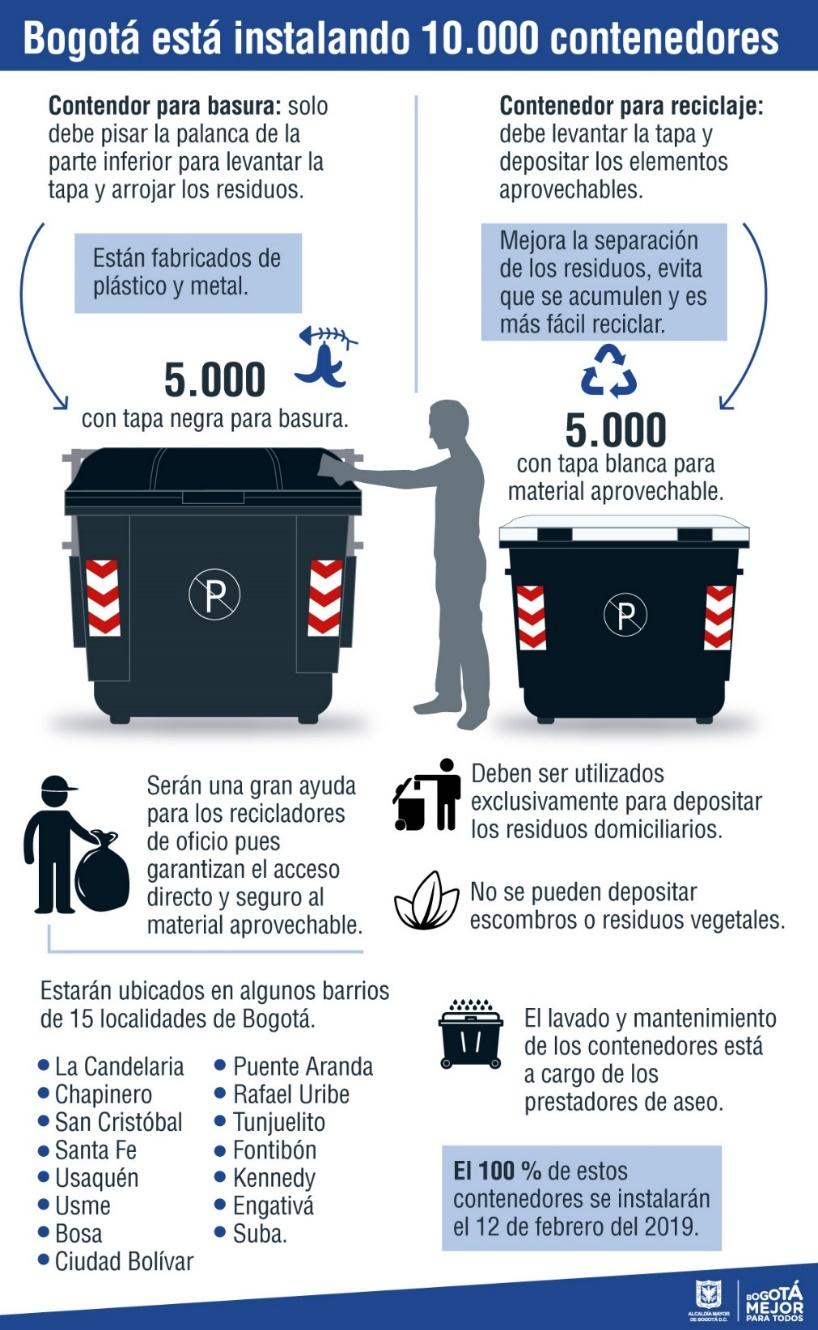 Bogotá está instalando 10.000 contenedores
Contendor para basura: solo
debe pisar la palanca de la
parte inferior para levantar la
tapa y arrojar los residuos.
Están fabricados de
plástico y metal.
5.000
con tapa negra para basura.
Contenedor para reciclaje:
debe levantar la tapa y
depositar los elementos
aprovechables.
Mejora la separación
de los residuos, evita
que se acumulen y es
más fácil reciclar.
5.000
con tapa blanca para
material aprovechable.
P
P
Serán una gran ayuda
para los recicladores
de oficio pues
garantizan el acceso
directo y seguro al
material aprovechable.
Deben ser utilizados
exclusivamente para depositar
los residuos domiciliarios.
No se pueden depositar
escombros o residuos vegetales.
Estarán ubicados en algunos barrios
de 15 localidades de Bogotá.
La Candelaria
Chapinero
San Cristóbal
Santa Fe
Usaquén
Usme
Bosa
Ciudad Bolívar
Puente Aranda
Rafael Uribe
Tunjuelito
Fontibón
Kennedy
Engativá
Suba.
El lavado y mantenimiento
de los contenedores está
a cargo de los
prestadores de aseo.
El 100 % de estos
contenedores se instalarán
el 12 de febrero del 2019.
ALCALDÍA MAYOR
DE BOGOTÁ D.C.
BOGOTÁ
MEJOR
PARA TODOS